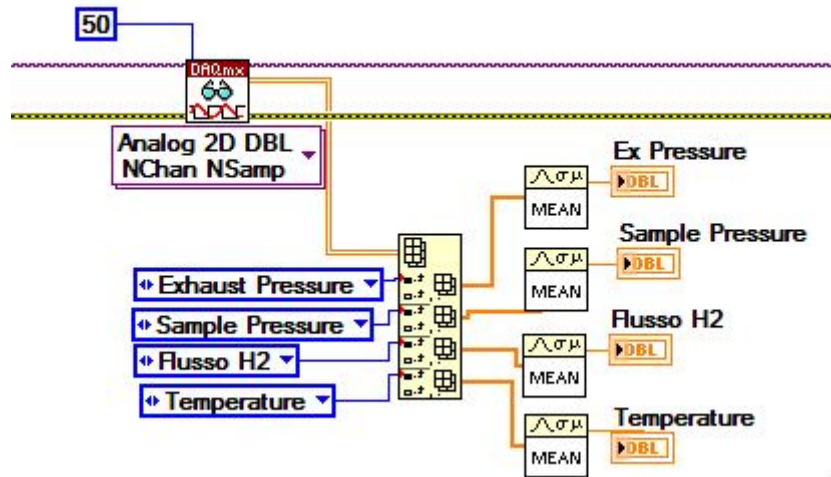 50
DAQmx
Analog 2D DBL
NChan NSamp
Ex Pressure
DBL
MEAN
Sample Pressure
DBL
MEAN
Exhaust Pressure
Sample Pressure
Flusso H2
Temperature
Flusso H2
DBL
MEAN
Temperature
DBL
MEAN